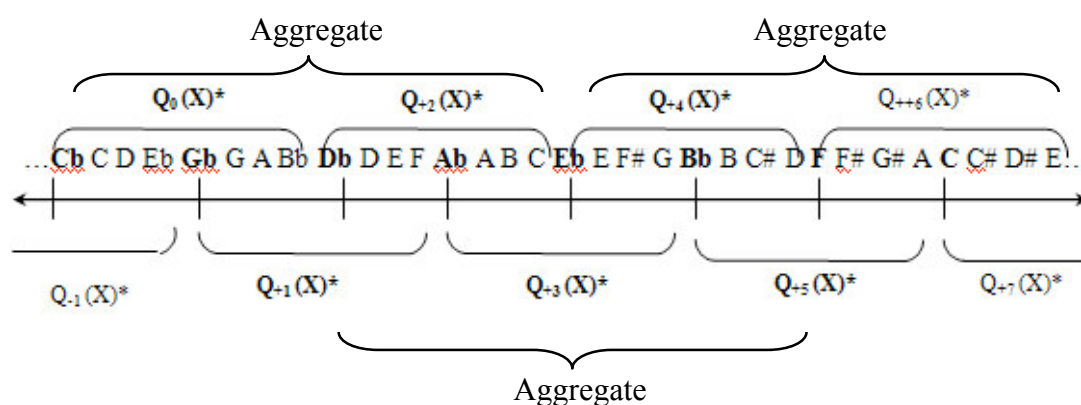 Aggregate Aggregate
Q0(X)* Q+2(X)* Q+4(X)* Q++6(X)*
…Cb C D Eb Gb G A Bb Db D E F Ab A B C Eb E F# G Bb B C# D F F# G# A C C# D# E…
Q-1(X)* Q+1(X)* Q+3(X)* Q+5(X)* Q+7(X)*
Aggregate